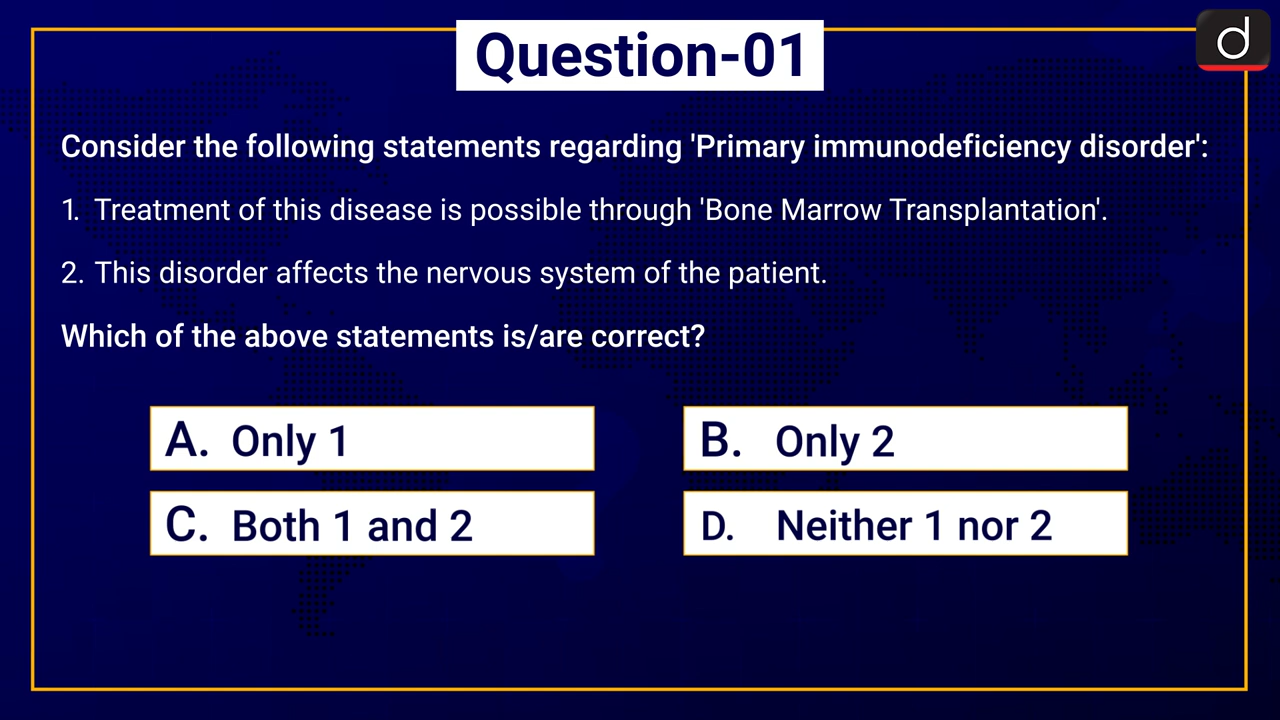 Question-01
d
Consider the following statements regarding 'Primary immunodeficiency disorder':
1. Treatment of this disease is possible through 'Bone Marrow Transplantation'.
2. This disorder affects the nervous system of the patient.
Which of the above statements is/are correct?
A. Only 1
B. Only 2
C. Both 1 and 2
D. Neither 1 nor 2